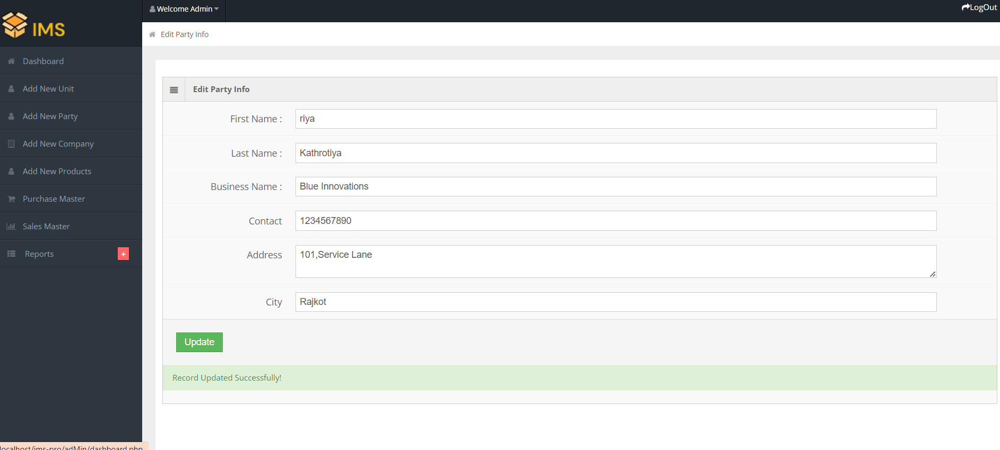 IMS
Welcome Admin
LogOut
Edit Party Info
Dashboard
Add New Unit
Add New Party
Add New Company
Add New Products
Purchase Master
Sales Master
Reports +
Edit Party Info
First Name : riya
Last Name : Kathrotiya
Business Name : Blue Innovations
Contact 1234567890
Address 101,Service Lane
City Rajkot
Update
Record Updated Successfully!
localhost/ims-pro/adMin/dashboard.php